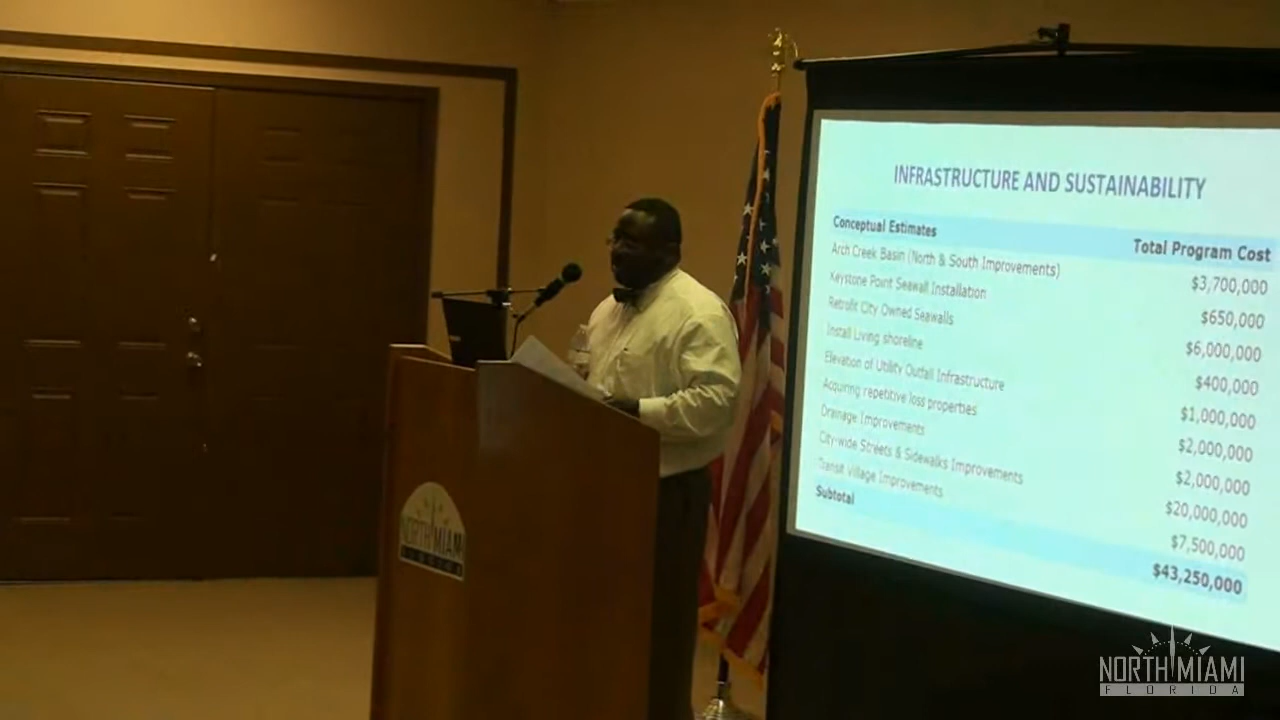 INFRASTRUCTURE AND SUSTAINABILITY
Conceptual Estimates Total Program Cost
Arch Creek Basin (North & South Improvements) $3,700,000
Keystone Point Seawall Installation $650,000
Retrofit City Owned Seawalls $6,000,000
Install Living shoreline $400,000
Elevation of Utility Outfall Infrastructure $1,000,000
Acquiring repetitive loss properties $2,000,000
Drainage Improvements $2,000,000
City-wide Streets & Sidewalks Improvements $20,000,000
Transit Village Improvements $7,500,000
Subtotal $43,250,000
NORTH MIAMI
FLORIDA
NORTH MIAMI
FLORIDA